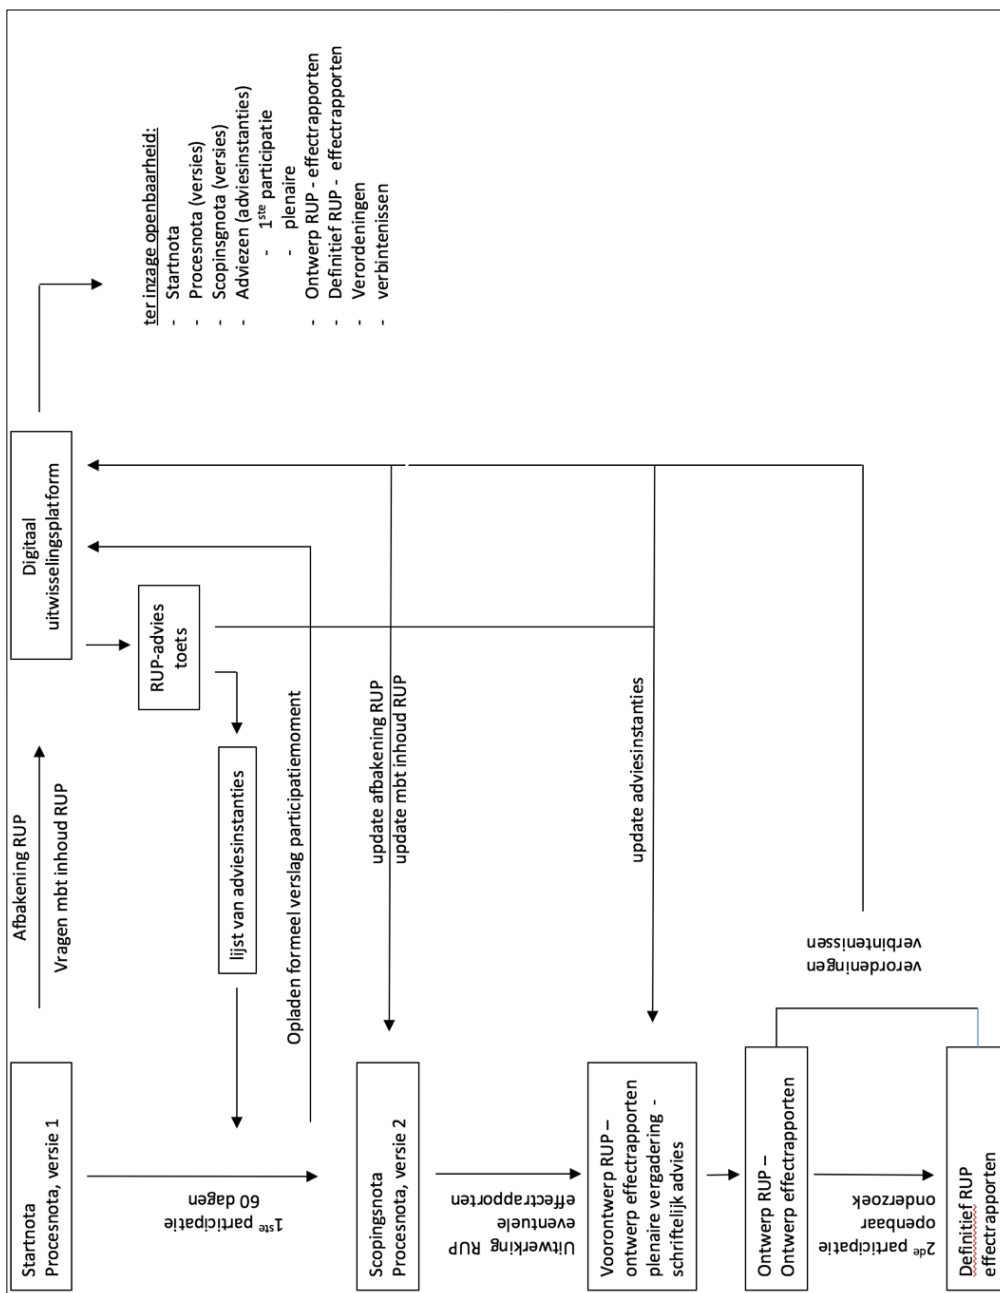 Startnota
Procesnota, versie 1
Afbakening RUP
Vragen mbt inhoud RUP
Digitaal
uitwisselingsplatform
ter inzage openbaarheid:
- Startnota
- Procesnota (versies)
- Scopinsgnota (versies)
- Adviezen (adviesinstanties)
- 1ste participatie
- plenaire
- Ontwerp RUP - effectrapporten
- Definitief RUP - effectrapporten
- Verordeningen
- verbintenissen
RUP-advies
toets
lijst van adviesinstanties
1ste participatie
60 dagen
Opladen formeel verslag participatiemoment
Scopingsnota
Procesnota, versie 2
update afbakening RUP
update mbt inhoud RUP
Uitwerking RUP
eventuele
effectrapporten
Voorontwerp RUP –
ontwerp effectrapporten
plenaire vergadering -
schriftelijk advies
update adviesinstanties
Ontwerp RUP –
Ontwerp effectrapporten
2de participatie
openbaar
onderzoek
verordeningen
verbintenissen
Definitief RUP
effectrapporten